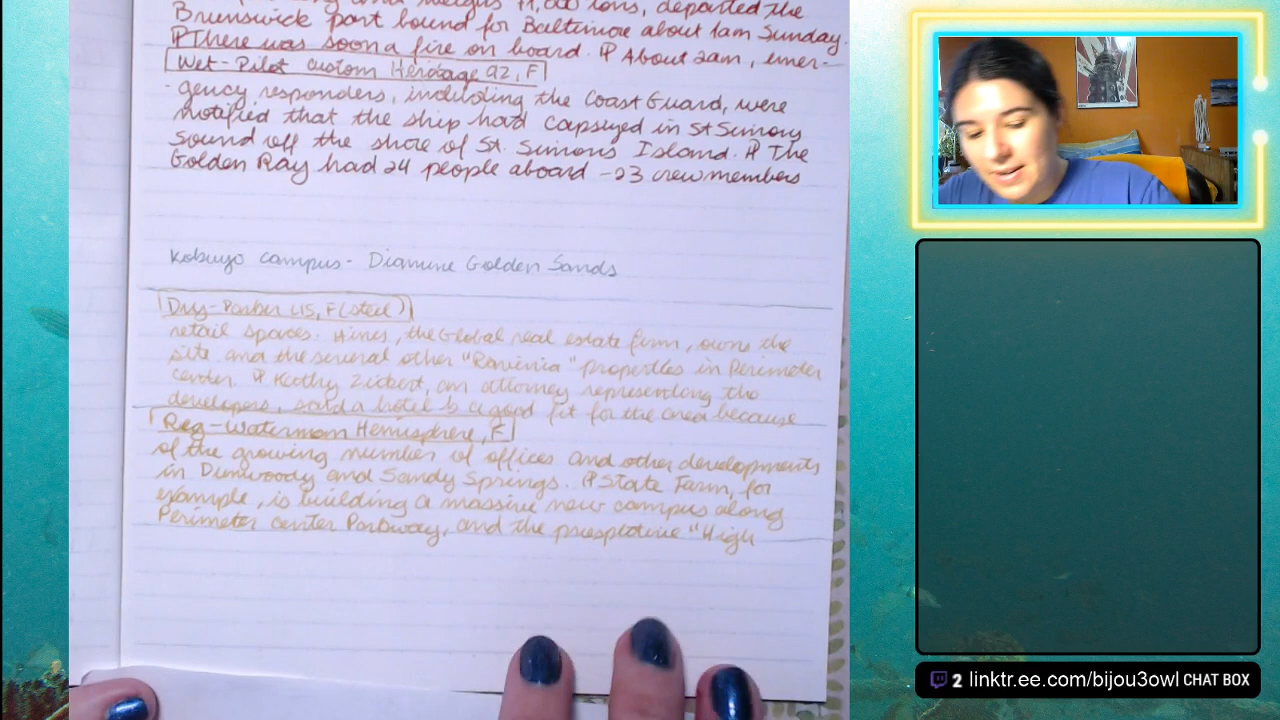 1,000 tons, departed the
Brunswick port bound for Baltimore about 1am Sunday.
¶There was soon a fire on board. ¶ About 2am, emer-
Wet-Pilot Custom Heritage 92, F
gency responders, including the Coast Guard, were
notified that the ship had capsized in St Simons
Sound off the shore of St. Simons Island. ¶ The
Golden Ray had 24 people aboard -23 crewmembers
Kobuyo Campus- Diamine Golden Sands
Dry-Parker 45, F(steel)
retail spaces. Hines, the Global real estate firm, owns the
site and the several other "Ravinia" properties in Perimeter
Center. ¶ Kathy Zickert, an attorney representing the
developers, said a hotel is a good fit for the area because
Reg-Waterman Hemisphere, F
of the growing number of offices and other developments
in Dunwoody and Sandy Springs. ¶State Farm, for
example, is building a massive new campus along
Perimeter Center Parkway, and the "High
2 linktr.ee.com/bijou3owl CHAT BOX